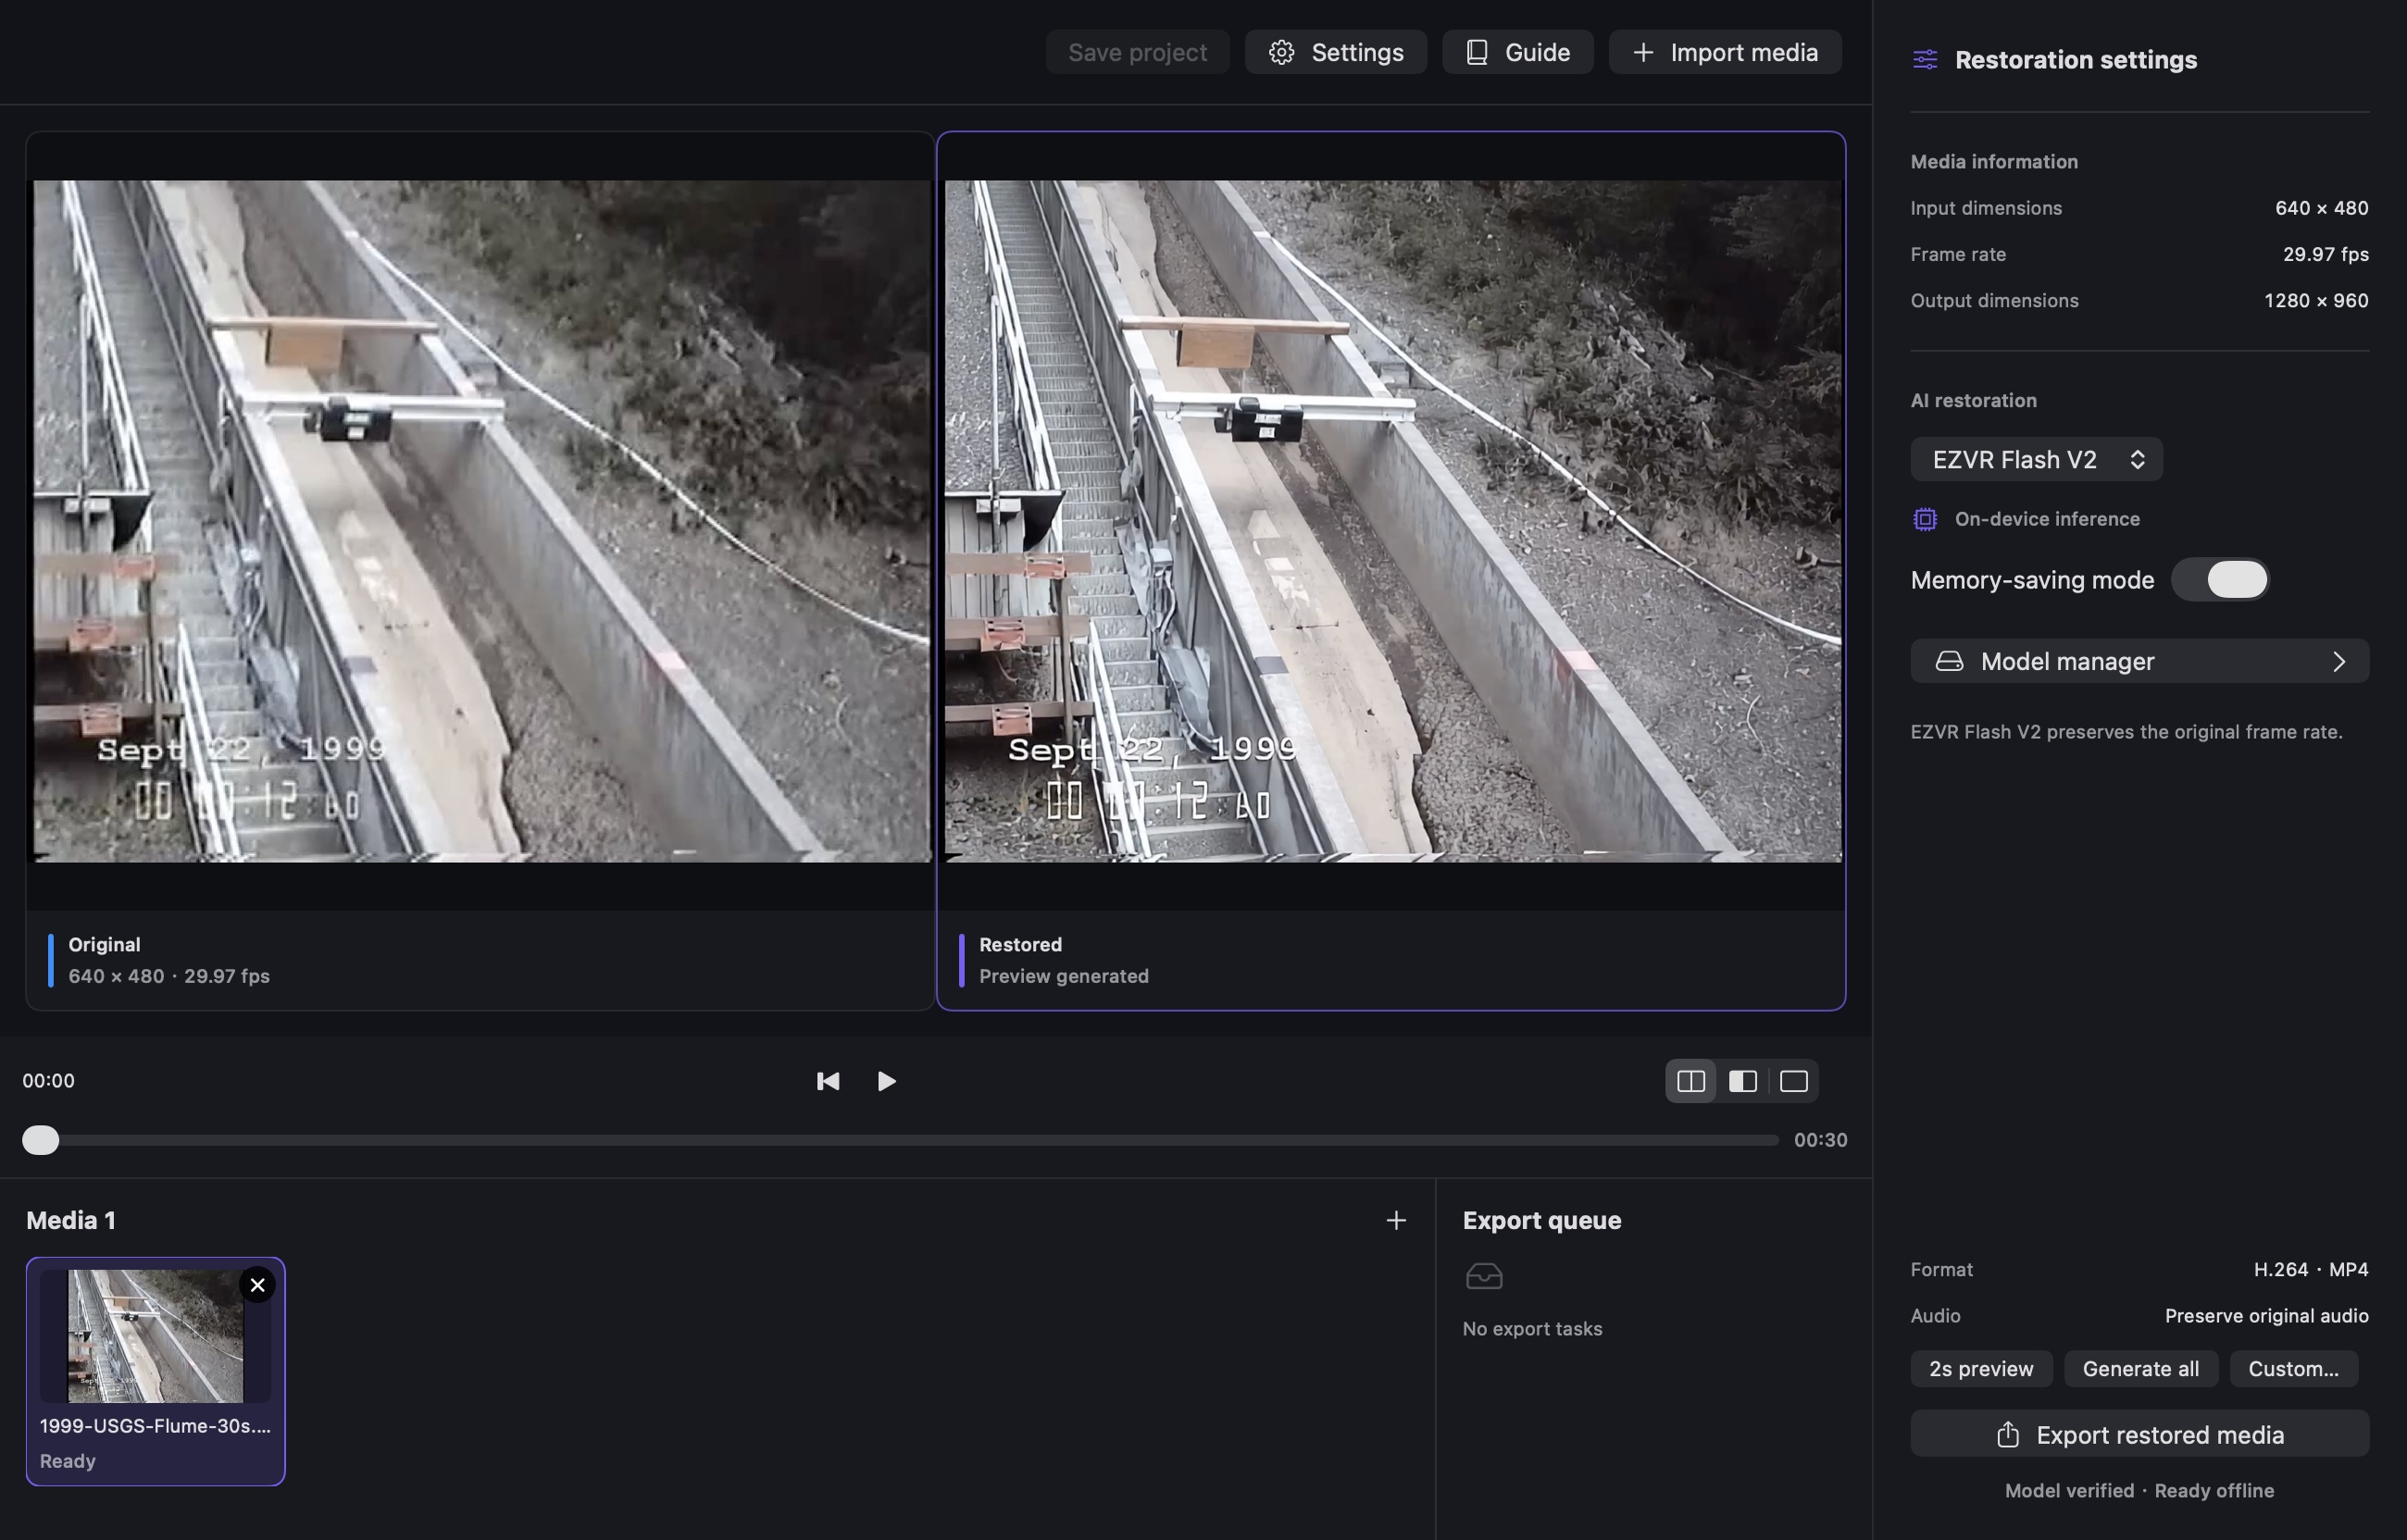 Save project
Settings
Guide
Import media
Restoration settings
Media information
Input dimensions 640 × 480
Frame rate 29.97 fps
Output dimensions 1280 × 960
AI restoration
EZVR Flash V2
On-device inference
Memory-saving mode
Model manager
EZVR Flash V2 preserves the original frame rate.
Sept 22, 1999
Sept 22, 1999
Original
640 × 480 · 29.97 fps
Restored
Preview generated
00:00
00:30
Media 1
1999-USGS-Flume-30s....
Ready
Export queue
No export tasks
Format H.264 · MP4
Audio Preserve original audio
2s preview
Generate all
Custom...
Export restored media
Model verified · Ready offline